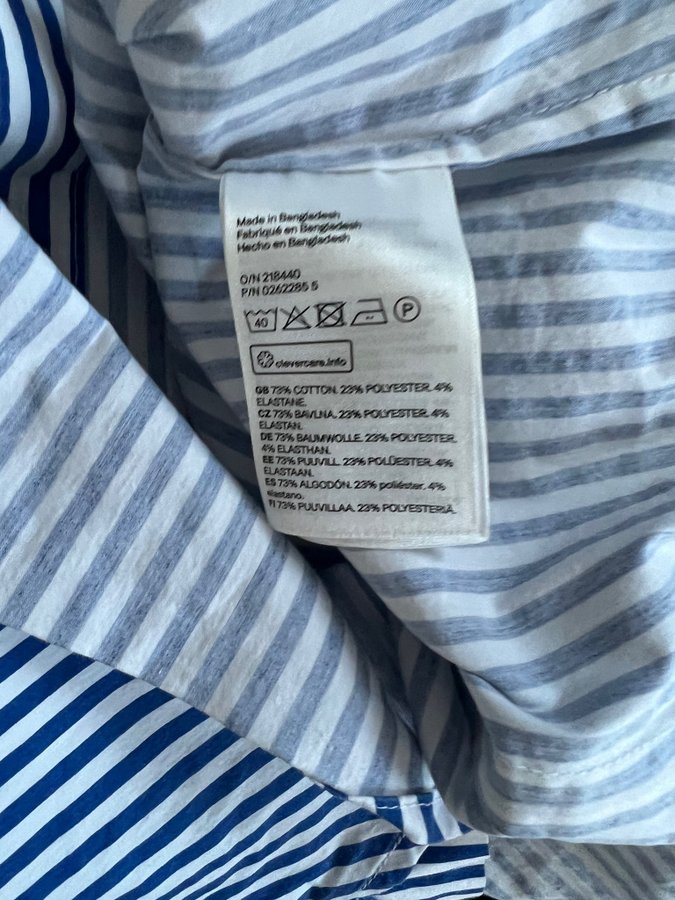 Made in Bangladesh
Fabriqué en Bangladesh
Hecho en Bangladesh
O/N 218440
P/N 0262285 5
40
P
clevercare.info
GB 73% COTTON. 23% POLYESTER. 4%
ELASTANE.
CZ 73% BAVLNA. 23% POLYESTER. 4%
ELASTAN.
DE 73% BAUMWOLLE. 23% POLYESTER.
4% ELASTHAN.
EE 73% PUUVILL. 23% POLÜESTER. 4%
ELASTAAN.
ES 73% ALGODÓN. 23% poliéster. 4%
elastano.
FI 73% PUUVILLAA. 23% POLYESTERIÄ.